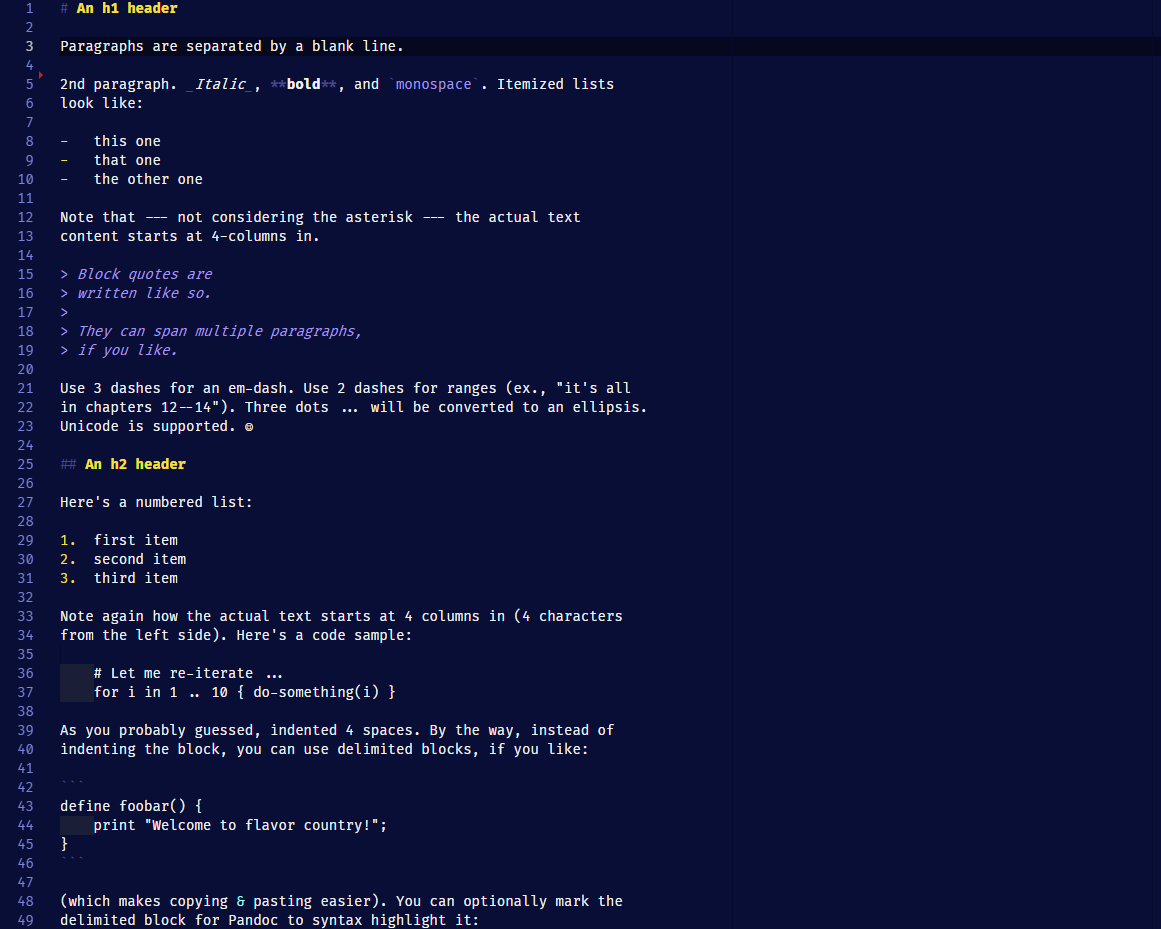 1 # An h1 header
2
3 Paragraphs are separated by a blank line.
4
5 2nd paragraph. _Italic_, **bold**, and `monospace`. Itemized lists
6 look like:
7
8 -   this one
9 -   that one
10 -   the other one
11
12 Note that --- not considering the asterisk --- the actual text
13 content starts at 4-columns in.
14
15 > Block quotes are
16 > written like so.
17 >
18 > They can span multiple paragraphs,
19 > if you like.
20
21 Use 3 dashes for an em-dash. Use 2 dashes for ranges (ex., "it's all
22 in chapters 12--14"). Three dots ... will be converted to an ellipsis.
23 Unicode is supported. ☺
24
25 ## An h2 header
26
27 Here's a numbered list:
28
29 1.  first item
30 2.  second item
31 3.  third item
32
33 Note again how the actual text starts at 4 columns in (4 characters
34 from the left side). Here's a code sample:
35
36     # Let me re-iterate ...
37     for i in 1 .. 10 { do-something(i) }
38
39 As you probably guessed, indented 4 spaces. By the way, instead of
40 indenting the block, you can use delimited blocks, if you like:
41
42 ```
43 define foobar() {
44     print "Welcome to flavor country!";
45 }
46 ```
47
48 (which makes copying & pasting easier). You can optionally mark the
49 delimited block for Pandoc to syntax highlight it: